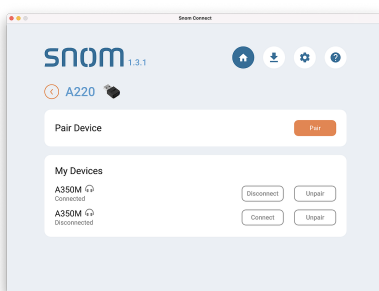 Snom Connect
snom 1.3.1
A220
Pair Device
Pair
My Devices
A350M
Connected
Disconnect
Unpair
A350M
Disconnected
Connect
Unpair